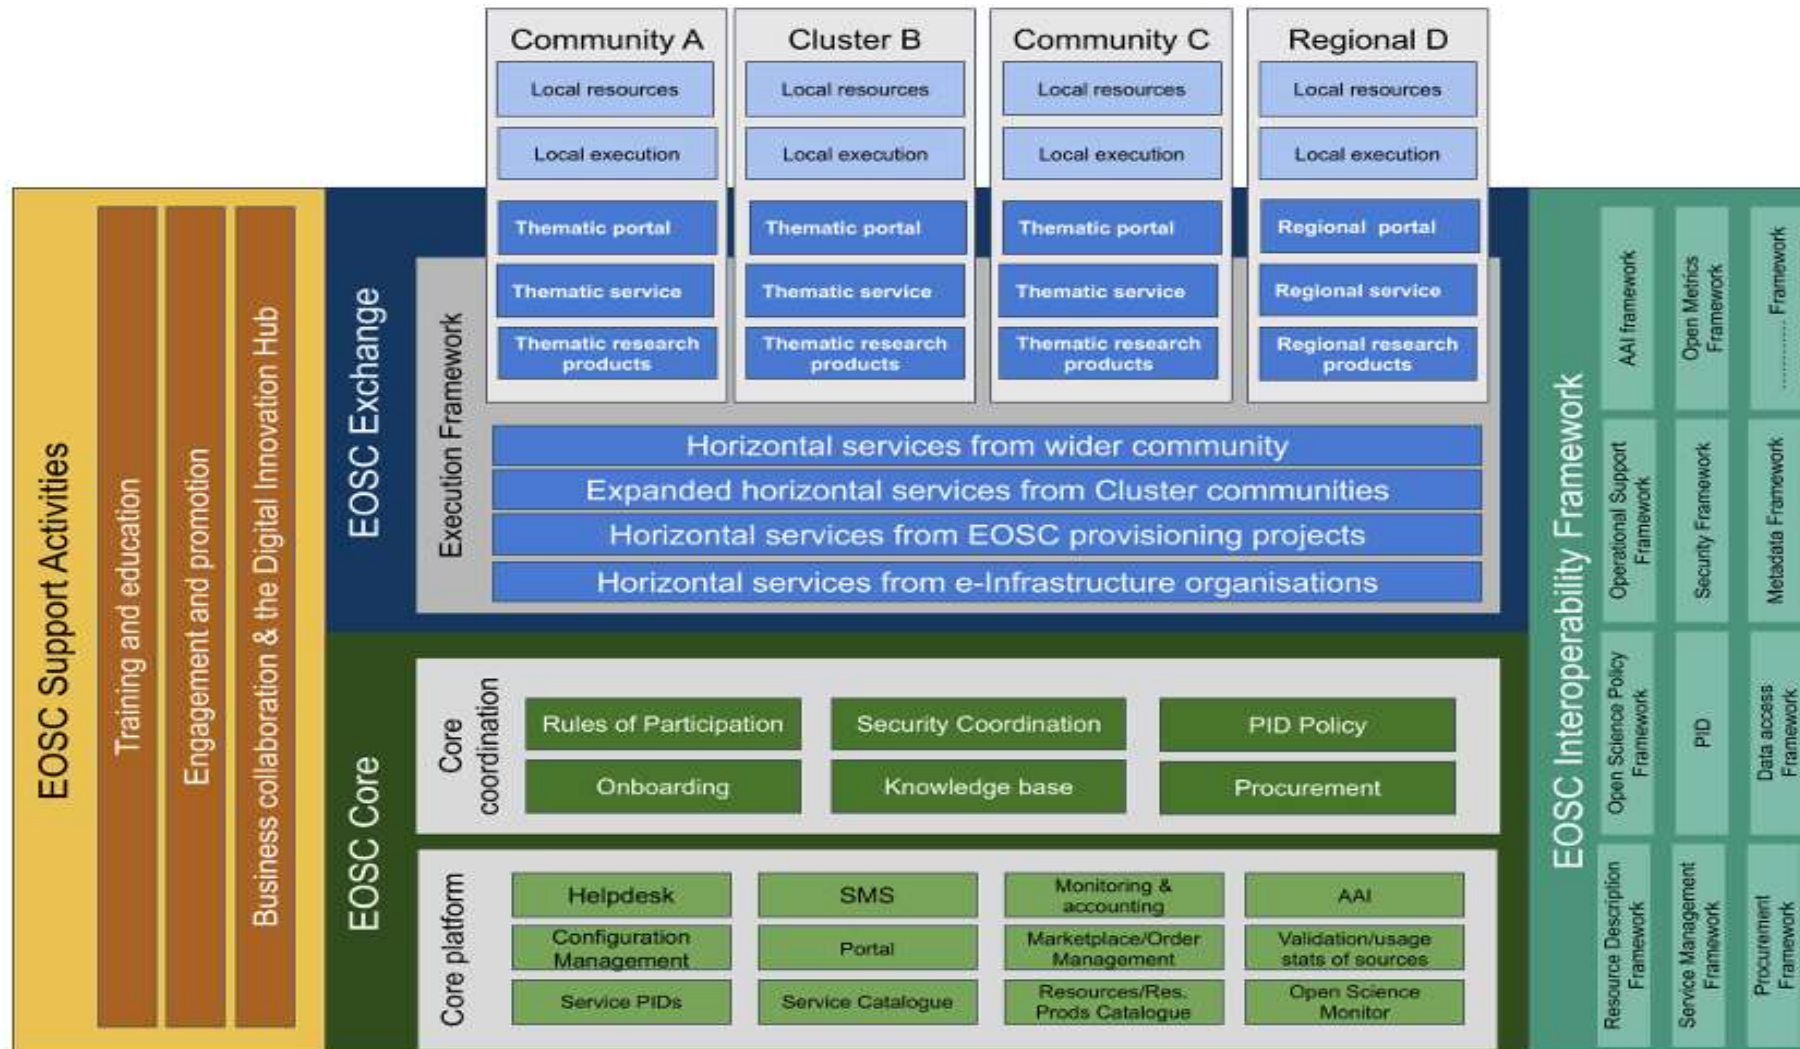 Community A
Local resources
Local execution
Thematic portal
Thematic service
Thematic research
products
Cluster B
Local resources
Local execution
Thematic portal
Thematic service
Thematic research
products
Community C
Local resources
Local execution
Thematic portal
Thematic service
Thematic research
products
Regional D
Local resources
Local execution
Regional portal
Regional service
Regional research
products
EOSC Support Activities
Training and education
Engagement and promotion
Business collaboration & the Digital Innovation Hub
EOSC Exchange
Execution Framework
Horizontal services from wider community
Expanded horizontal services from Cluster communities
Horizontal services from EOSC provisioning projects
Horizontal services from e-Infrastructure organisations
EOSC Core
Core
coordination
Rules of Participation
Security Coordination
PID Policy
Onboarding
Knowledge base
Procurement
Core platform
Helpdesk
SMS
Monitoring &
accounting
AAI
Configuration
Management
Portal
Marketplace/Order
Management
Validation/usage
stats of sources
Service PIDs
Service Catalogue
Resources/Res.
Prods Catalogue
Open Science
Monitor
EOSC Interoperability Framework
AAI framework
Open Metrics
Framework
............ Framework
Operational Support
Framework
Security Framework
Metadata Framework
Open Science Policy
Framework
PID
Data access
Framework
Resource Description
Framework
Service Management
Framework
Procurement
Framework